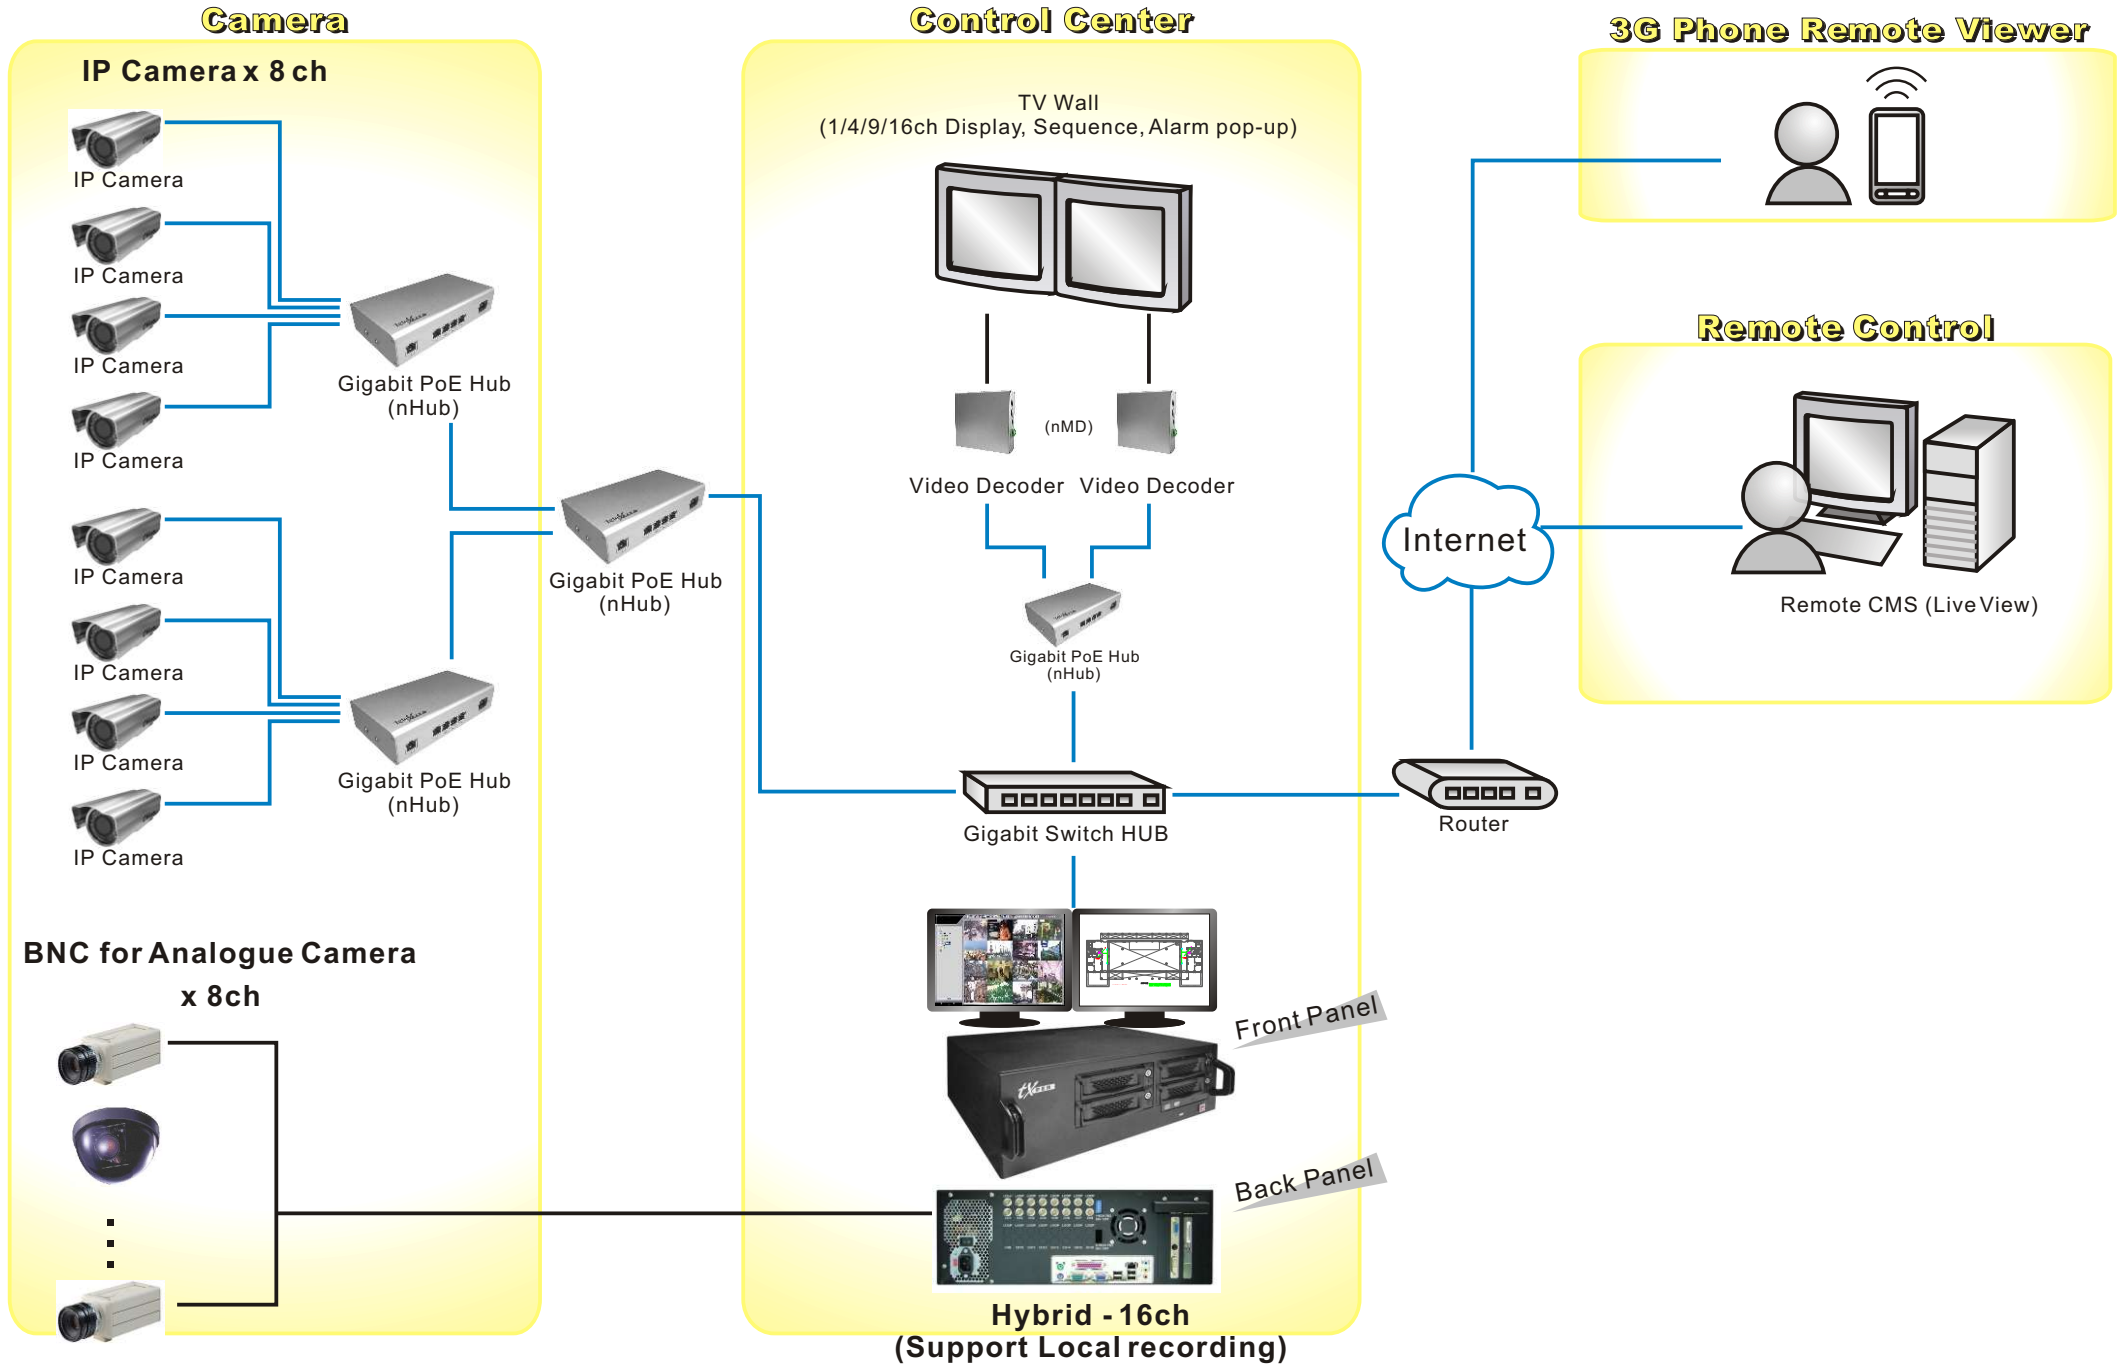 Camera
IP Camera x 8 ch
IP Camera
IP Camera
IP Camera
IP Camera
Gigabit PoE Hub
(nHub)
IP Camera
IP Camera
IP Camera
IP Camera
Gigabit PoE Hub
(nHub)
Gigabit PoE Hub
(nHub)
BNC for Analogue Camera
x 8ch
Control Center
TV Wall
(1/4/9/16ch Display, Sequence, Alarm pop-up)
(nMD)
Video Decoder Video Decoder
Gigabit PoE Hub
(nHub)
Gigabit Switch HUB
Front Panel
Back Panel
Hybrid - 16ch
(Support Local recording)
Internet
Router
3G Phone Remote Viewer
Remote Control
Remote CMS (Live View)